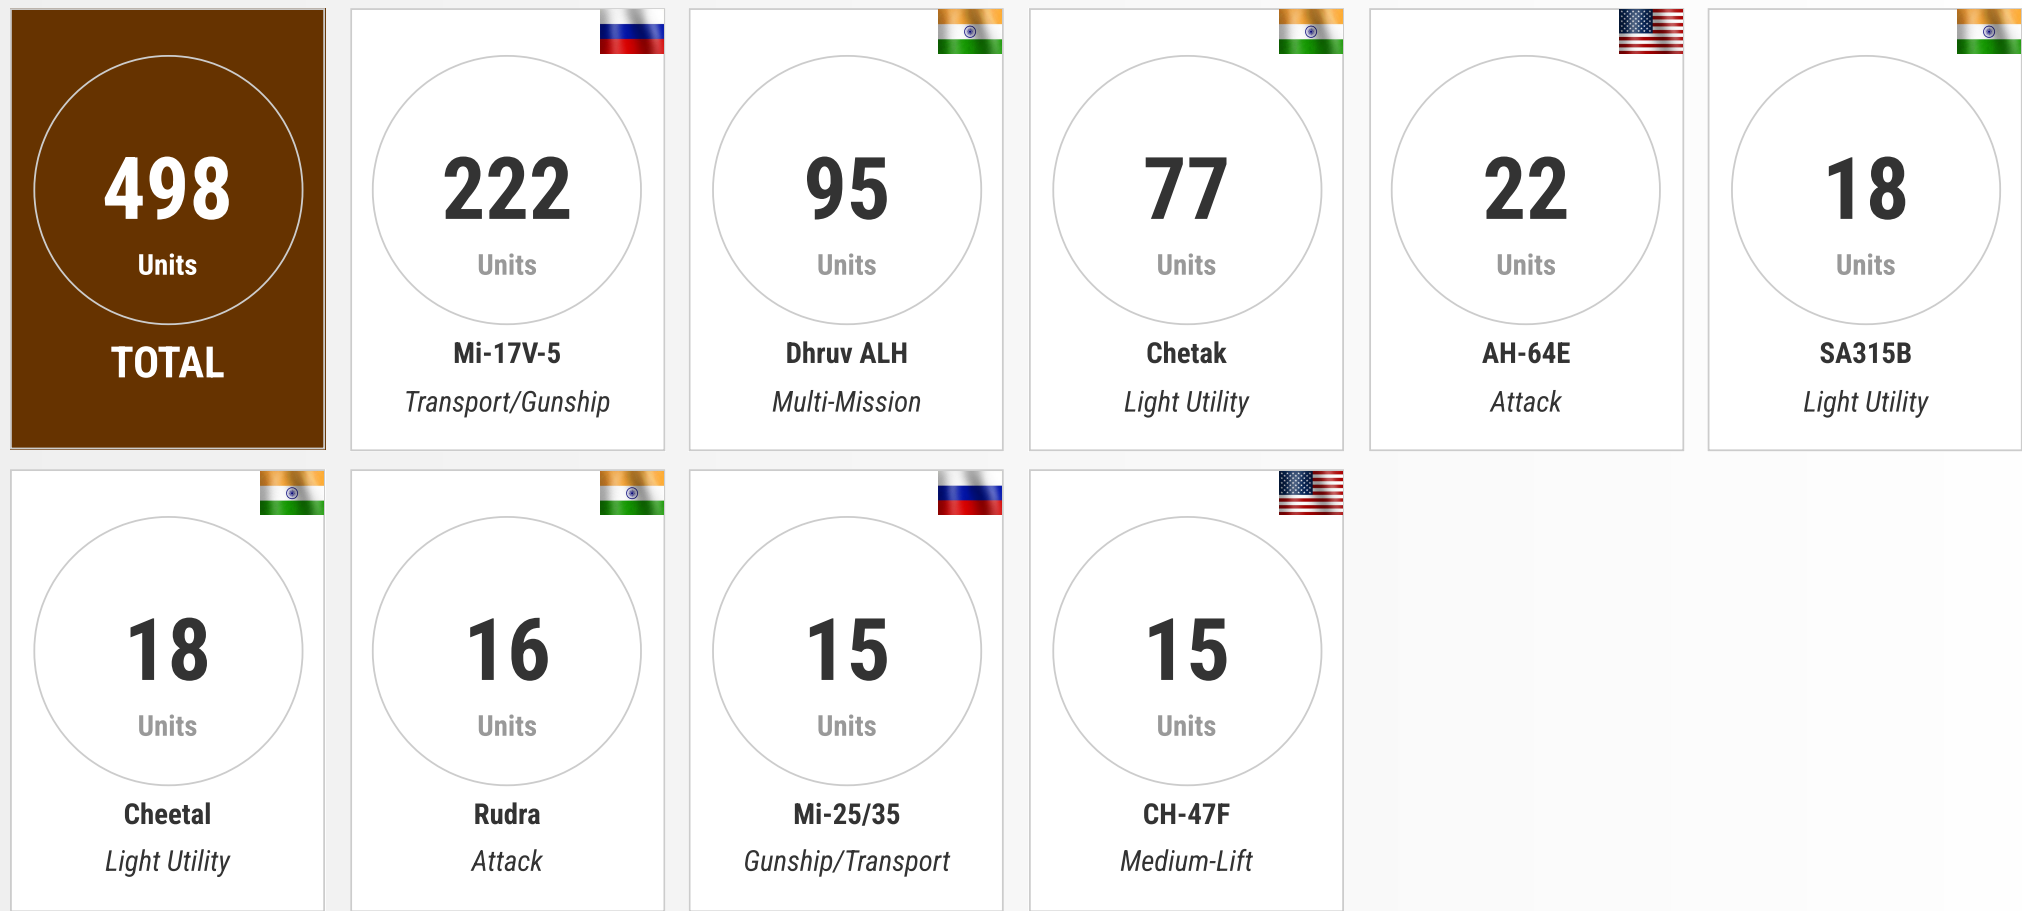 498
Units
TOTAL
222
Units
Mi-17V-5
Transport/Gunship
95
Units
Dhruv ALH
Multi-Mission
77
Units
Chetak
Light Utility
22
Units
AH-64E
Attack
18
Units
SA315B
Light Utility
18
Units
Cheetal
Light Utility
16
Units
Rudra
Attack
15
Units
Mi-25/35
Gunship/Transport
15
Units
CH-47F
Medium-Lift